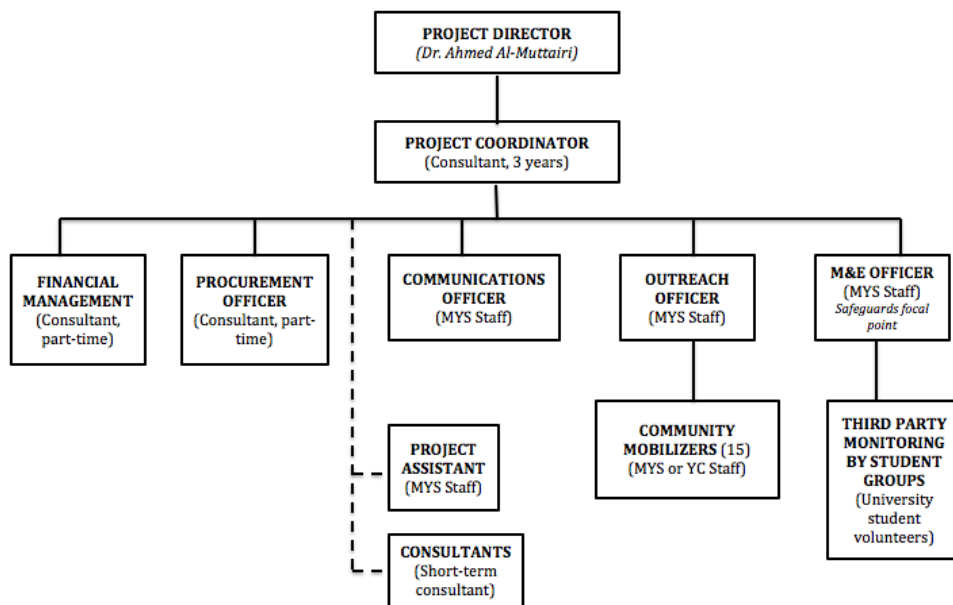 PROJECT DIRECTOR
(Dr. Ahmed Al-Muttairi)
PROJECT COORDINATOR
(Consultant, 3 years)
FINANCIAL
MANAGEMENT
(Consultant,
part-time)
PROCUREMENT
OFFICER
(Consultant, part-
time)
COMMUNICATIONS
OFFICER
(MYS Staff)
OUTREACH
OFFICER
(MYS Staff)
M&E OFFICER
(MYS Staff)
Safeguards focal
point
PROJECT
ASSISTANT
(MYS Staff)
CONSULTANTS
(Short-term
consultant)
COMMUNITY
MOBILIZERS (15)
(MYS or YC Staff)
THIRD PARTY
MONITORING
BY STUDENT
GROUPS
(University
student
volunteers)